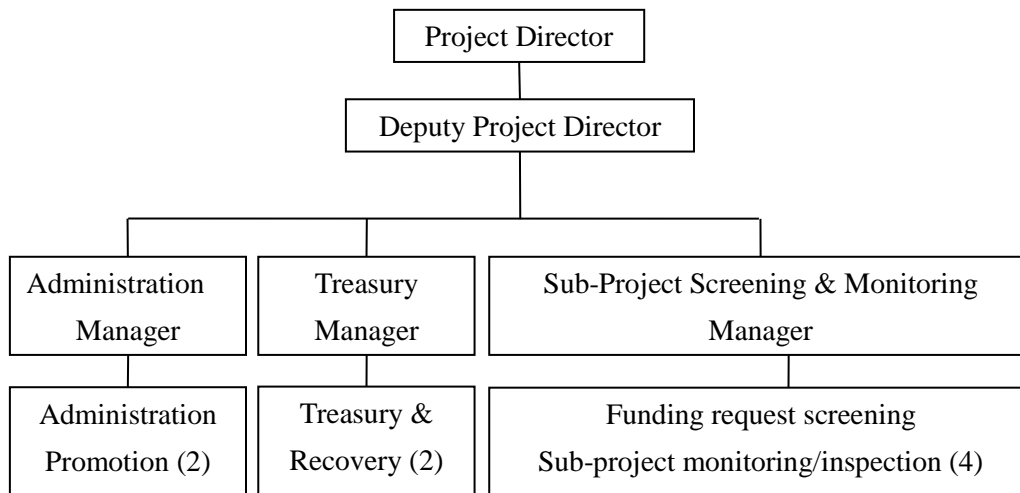 Project Director
Deputy Project Director
Administration
Manager
Treasury
Manager
Sub-Project Screening & Monitoring
Manager
Administration
Promotion (2)
Treasury &
Recovery (2)
Funding request screening
Sub-project monitoring/inspection (4)